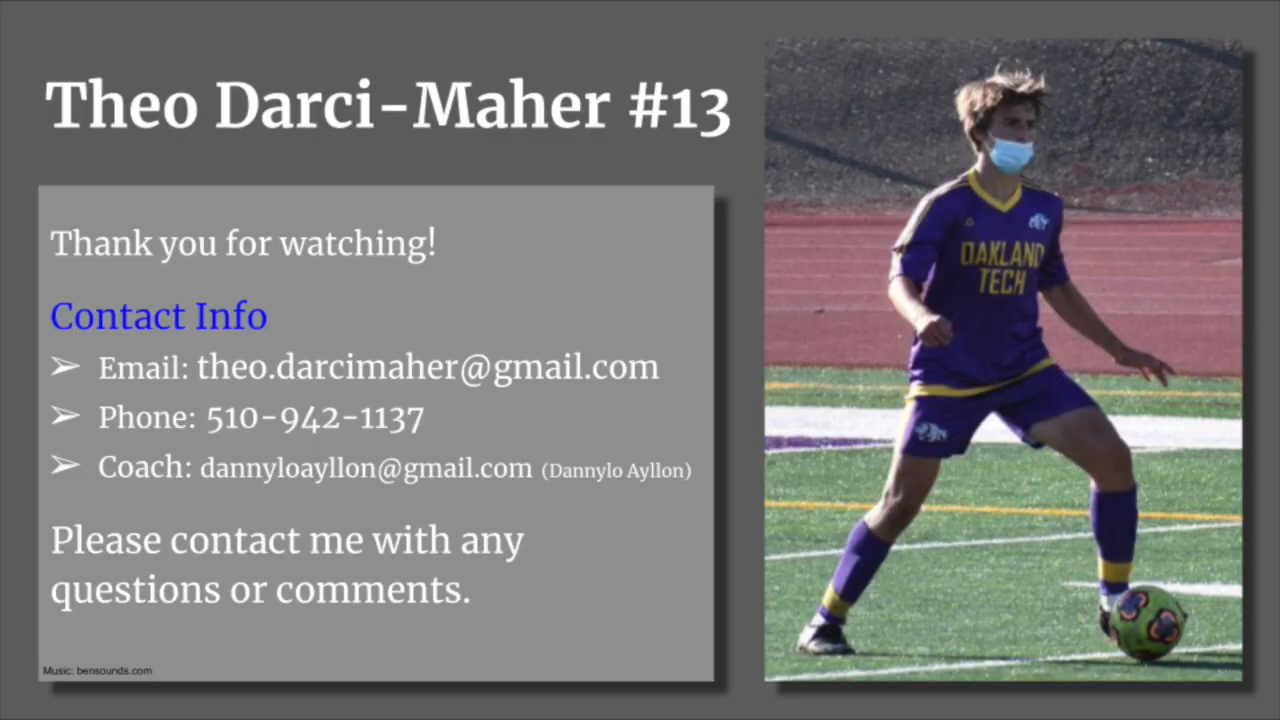 Theo Darci-Maher #13
Thank you for watching!
Contact Info
➢ Email: theo.darcimaher@gmail.com
➢ Phone: 510-942-1137
➢ Coach: dannyloayllon@gmail.com (Dannylo Ayllon)
Please contact me with any
questions or comments.
Music: bensounds.com
OAKLAND
TECH